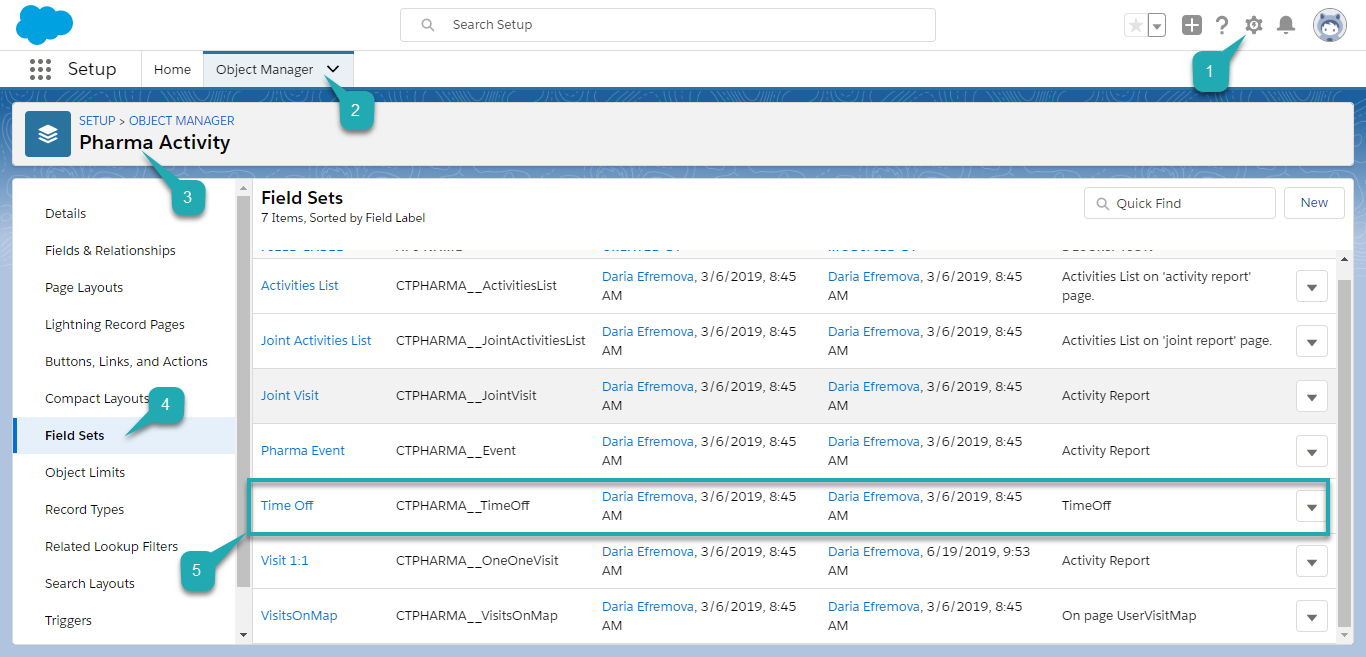 Search Setup
1
Setup
Home
Object Manager
2
SETUP > OBJECT MANAGER
Pharma Activity
3
Details
Fields & Relationships
Page Layouts
Lightning Record Pages
Buttons, Links, and Actions
Compact Layouts
4
Field Sets
Object Limits
Record Types
Related Lookup Filters
5
Search Layouts
Triggers
Field Sets
7 Items, Sorted by Field Label
Quick Find
New
Activities List CTPHARMA__ActivitiesList Daria Efremova, 3/6/2019, 8:45 Daria Efremova, 3/6/2019, 8:45 Activities List on 'activity report'
AM AM page.
Joint Activities List CTPHARMA__JointActivitiesList Daria Efremova, 3/6/2019, 8:45 Daria Efremova, 3/6/2019, 8:45 Activities List on 'joint report' page.
AM AM
Joint Visit CTPHARMA__JointVisit Daria Efremova, 3/6/2019, 8:45 Daria Efremova, 3/6/2019, 8:45 Activity Report
AM AM
Pharma Event CTPHARMA__Event Daria Efremova, 3/6/2019, 8:45 Daria Efremova, 3/6/2019, 8:45 Activity Report
AM AM
Time Off CTPHARMA__TimeOff Daria Efremova, 3/6/2019, 8:45 Daria Efremova, 3/6/2019, 8:45 TimeOff
AM AM
Visit 1:1 CTPHARMA__OneOneVisit Daria Efremova, 3/6/2019, 8:45 Daria Efremova, 6/19/2019, 9:53 Activity Report
AM AM
VisitsOnMap CTPHARMA__VisitsOnMap Daria Efremova, 3/6/2019, 8:45 Daria Efremova, 3/6/2019, 8:45 On page UserVisitMap
AM AM